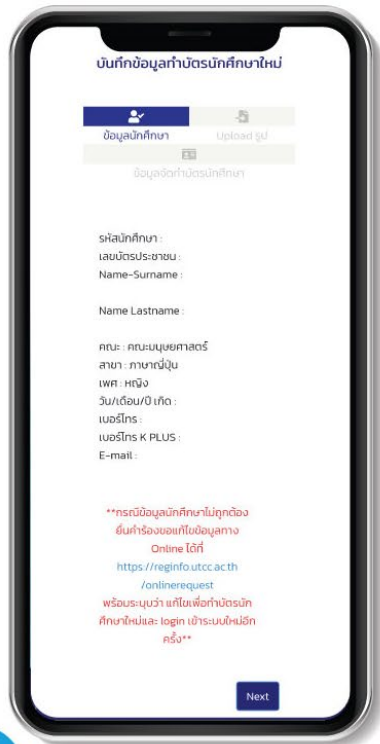 บันทึกข้อมูลทำบัตรนักศึกษาใหม่
ข้อมูลนักศึกษา
Upload รูป
ข้อมูลจัดทำบัตรนักศึกษา
รหัสนักศึกษา :
เลขบัตรประชาชน :
Name-Surname :
Name Lastname :
คณะ : คณะมนุษยศาสตร์
สาขา : ภาษาญี่ปุ่น
เพศ : หญิง
วัน/เดือน/ปี เกิด :
เบอร์โทร :
เบอร์โทร K PLUS :
E-mail :
**กรณีข้อมูลนักศึกษาไม่ถูกต้อง
ยื่นคำร้องขอแก้ไขข้อมูลทาง
Online ได้ที่
https://reginfo.utcc.ac.th
/onlinerequest
พร้อมระบุว่า แก้ไขเพื่อทำบัตรนัก
ศึกษาใหม่และ login เข้าระบบใหม่อีก
ครั้ง**
Next